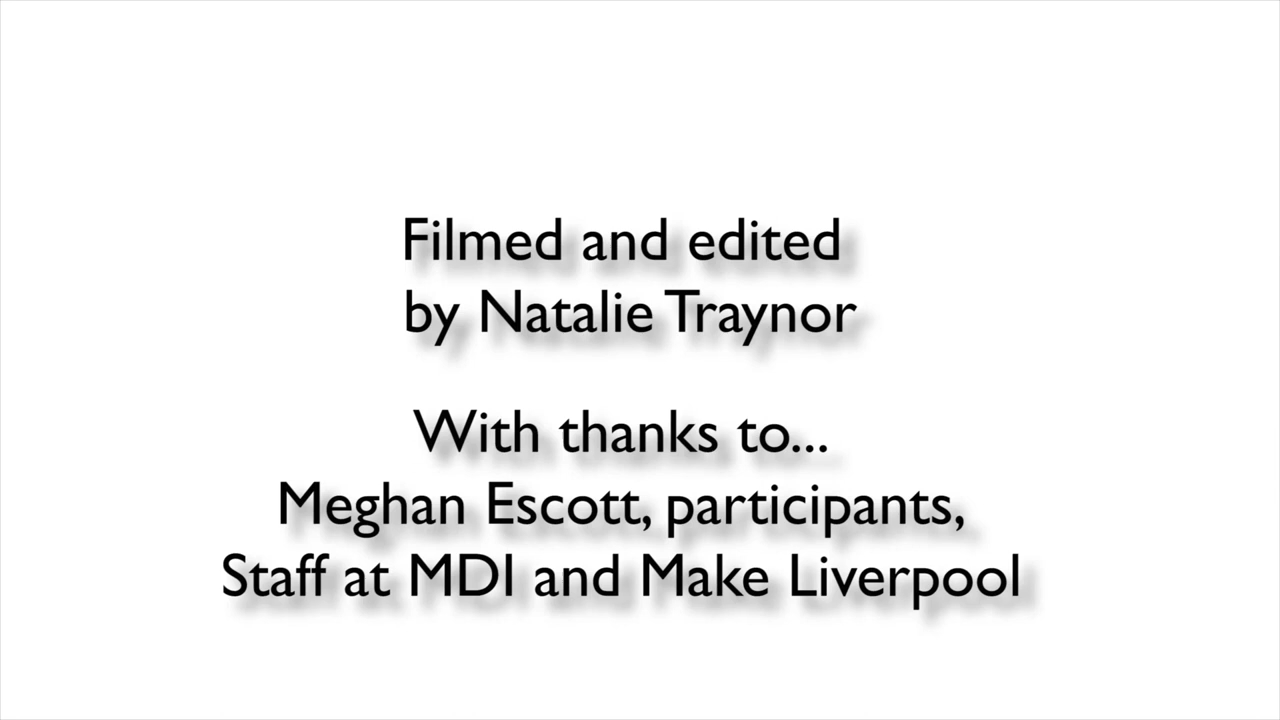 Filmed and edited
by Natalie Traynor
With thanks to...
Meghan Escott, participants,
Staff at MDI and Make Liverpool